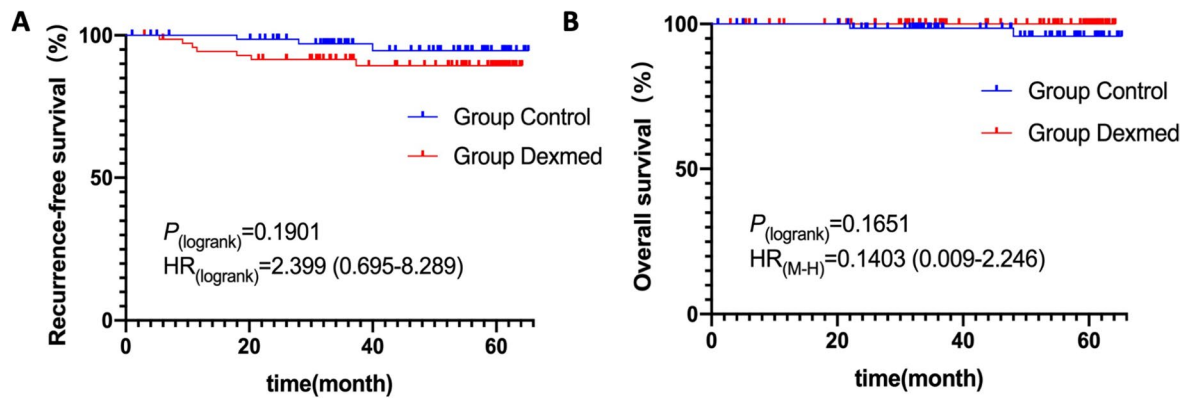 A
Recurrence-free survival (%)
100
50
0
0 20 40 60
time(month)
Group Control
Group Dexmed
P(logrank)=0.1901
HR(logrank)=2.399 (0.695-8.289)
B
Overall survival (%)
100
50
0
0 20 40 60
time(month)
Group Control
Group Dexmed
P(logrank)=0.1651
HR(M-H)=0.1403 (0.009-2.246)